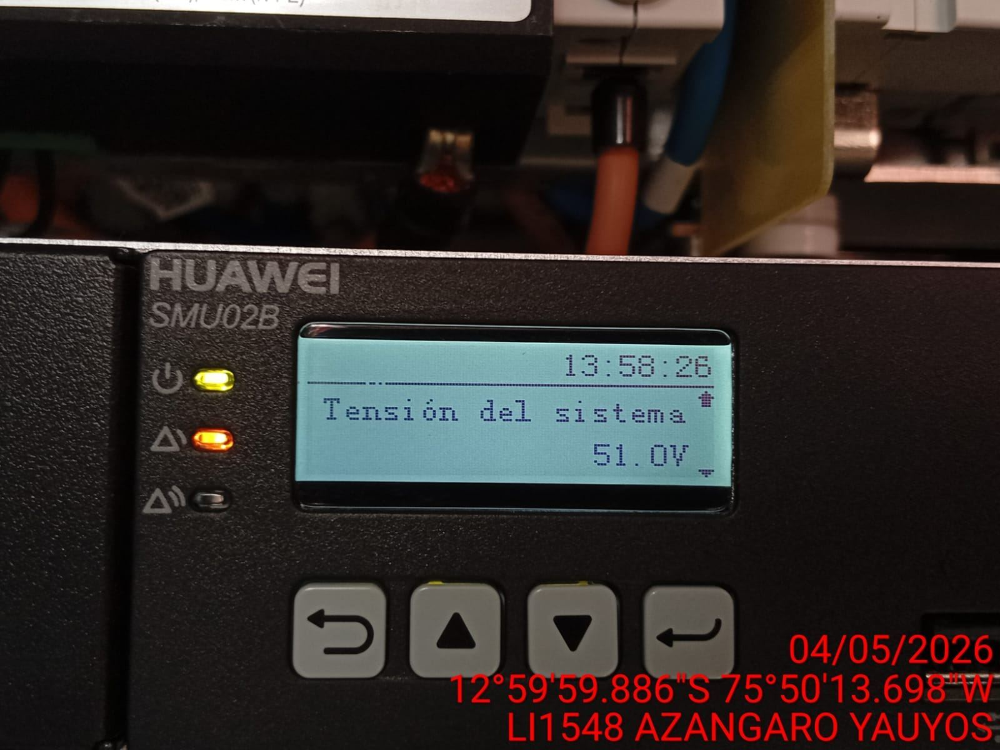 HUAWEI
SMU02B
13:58:26
Tensión del sistema
51.0V
04/05/2026
12°59'59.886"S 75°50'13.698"W
LI1548 AZANGARO YAUYOS